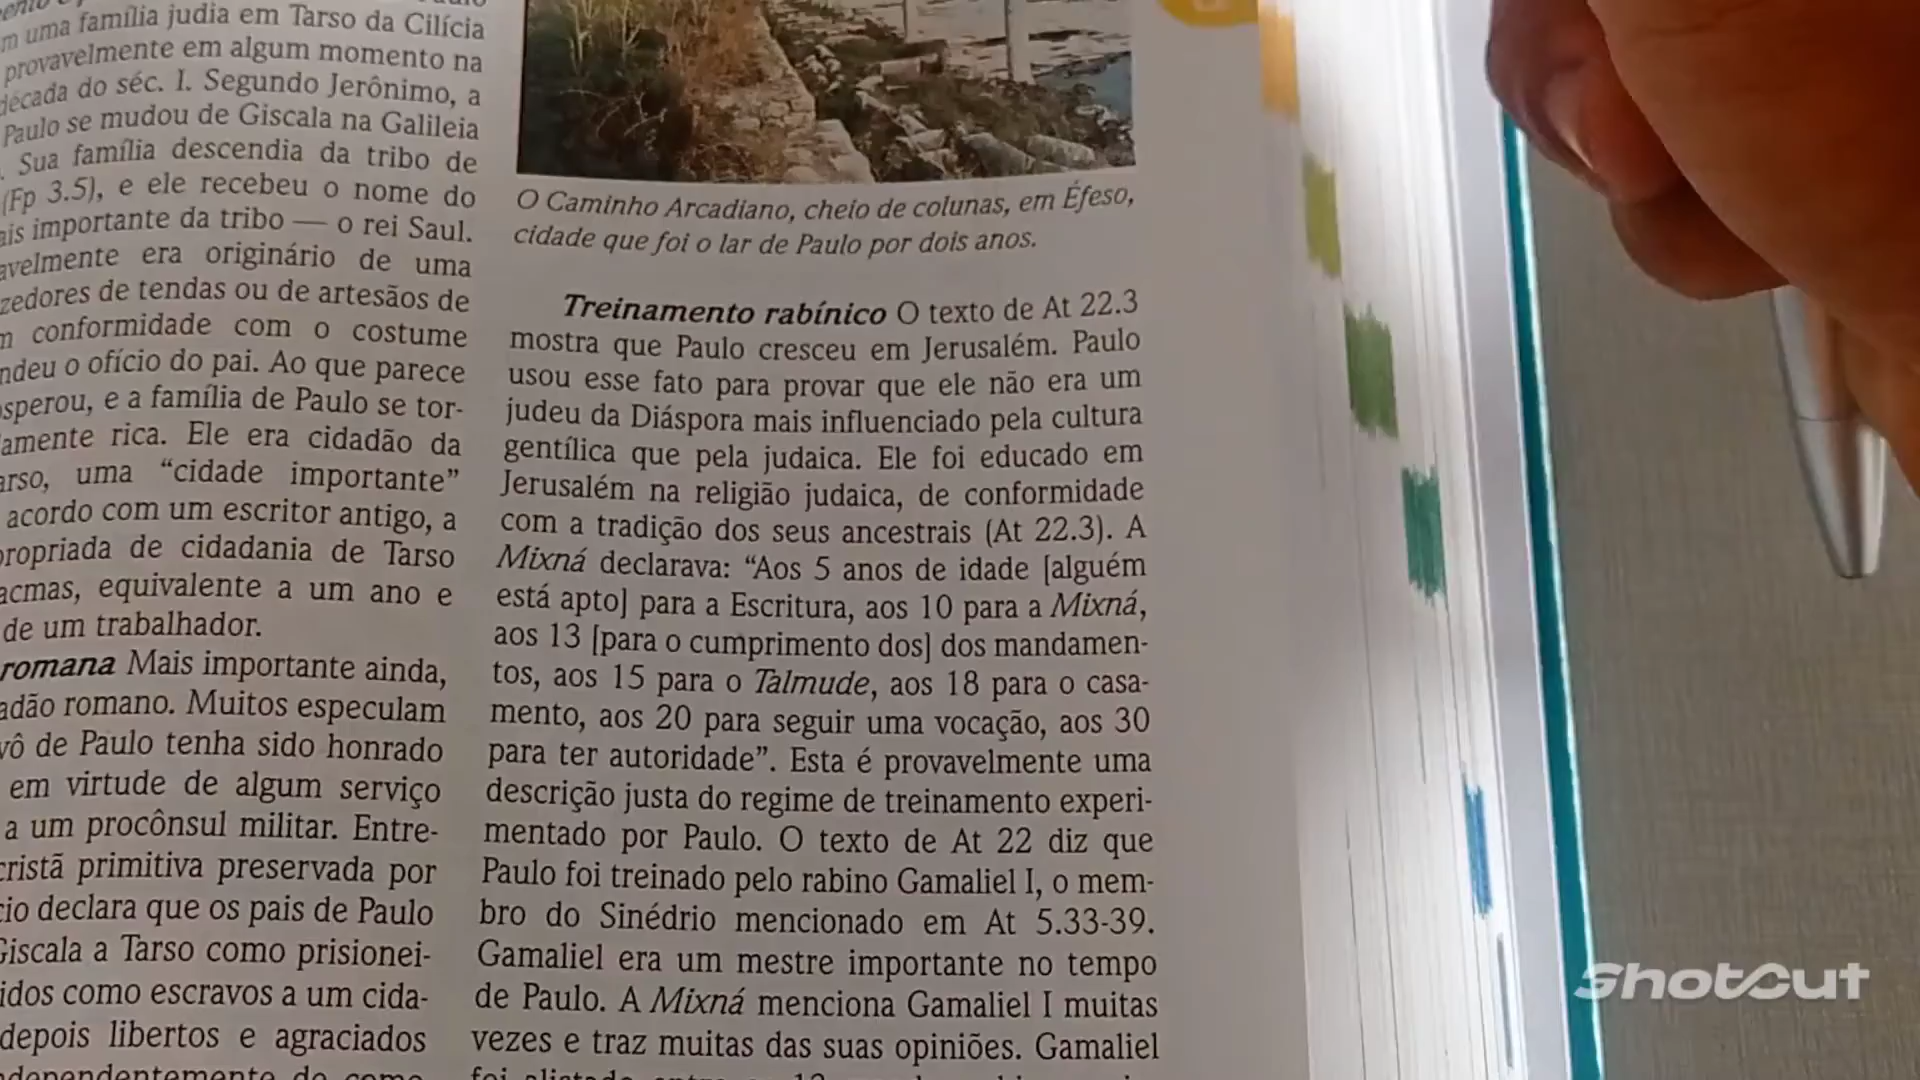 m uma família judia em Tarso da Cilícia
provavelmente em algum momento na
década do séc. I. Segundo Jerônimo, a
Paulo se mudou de Giscala na Galileia
. Sua família descendia da tribo de
(Fp 3.5), e ele recebeu o nome do
ais importante da tribo — o rei Saul.
avelmente era originário de uma
zedores de tendas ou de artesãos de
m conformidade com o costume
ndeu o ofício do pai. Ao que parece
osperou, e a família de Paulo se tor-
amente rica. Ele era cidadão da
arso, uma “cidade importante”
acordo com um escritor antigo, a
propriada de cidadania de Tarso
acmas, equivalente a um ano e
de um trabalhador.
romana Mais importante ainda,
adão romano. Muitos especulam
vô de Paulo tenha sido honrado
em virtude de algum serviço
a um procônsul militar. Entre-
cristã primitiva preservada por
cio declara que os pais de Paulo
Giscala a Tarso como prisionei-
idos como escravos a um cida-
depois libertos e agraciados
O Caminho Arcadiano, cheio de colunas, em Éfeso,
cidade que foi o lar de Paulo por dois anos.
Treinamento rabínico O texto de At 22.3
mostra que Paulo cresceu em Jerusalém. Paulo
usou esse fato para provar que ele não era um
judeu da Diáspora mais influenciado pela cultura
gentílica que pela judaica. Ele foi educado em
Jerusalém na religião judaica, de conformidade
com a tradição dos seus ancestrais (At 22.3). A
Mixná declarava: “Aos 5 anos de idade [alguém
está apto] para a Escritura, aos 10 para a Mixná,
aos 13 [para o cumprimento dos] dos mandamen-
tos, aos 15 para o Talmude, aos 18 para o casa-
mento, aos 20 para seguir uma vocação, aos 30
para ter autoridade”. Esta é provavelmente uma
descrição justa do regime de treinamento experi-
mentado por Paulo. O texto de At 22 diz que
Paulo foi treinado pelo rabino Gamaliel I, o mem-
bro do Sinédrio mencionado em At 5.33-39.
Gamaliel era um mestre importante no tempo
de Paulo. A Mixná menciona Gamaliel I muitas
vezes e traz muitas das suas opiniões. Gamaliel
Shotcut